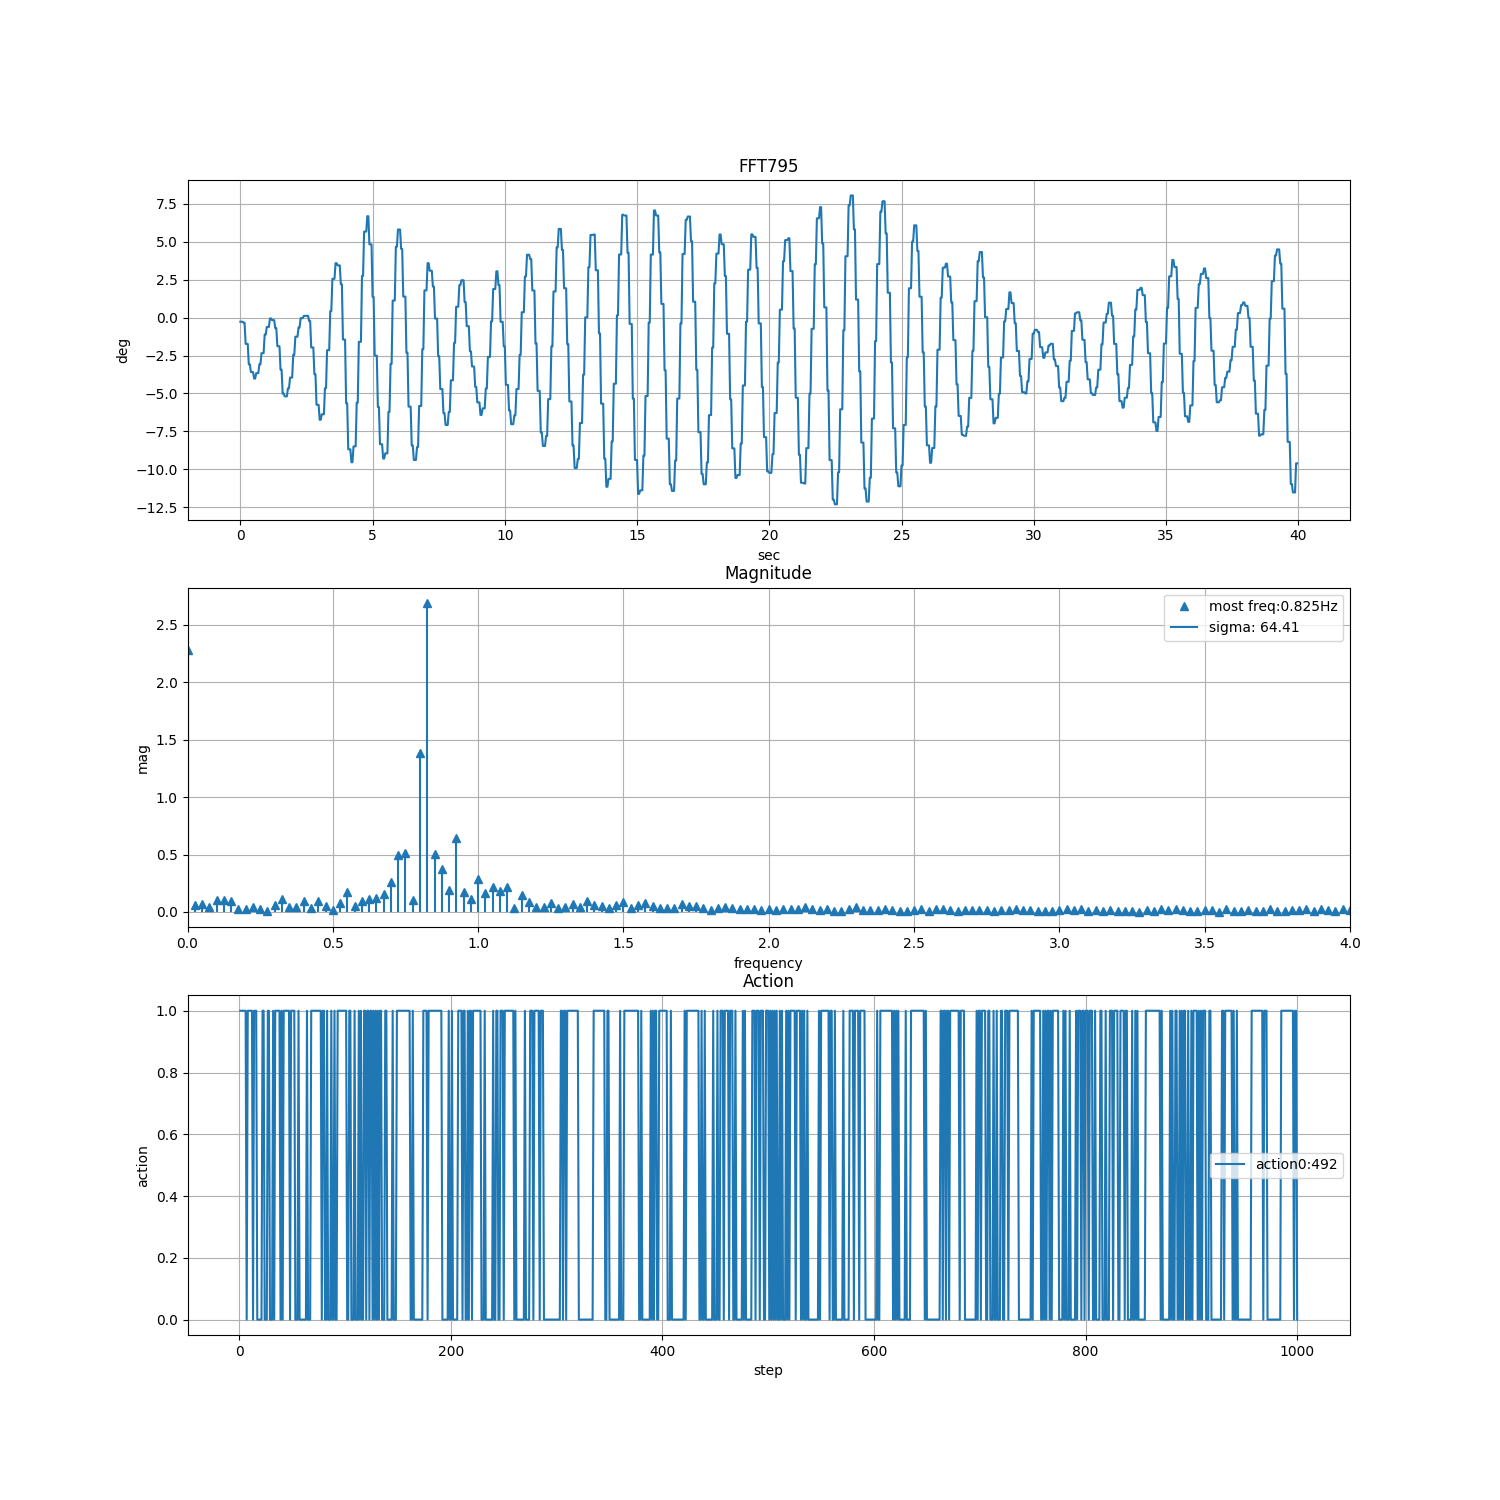 FFT795
7.5
5.0
2.5
0.0
−2.5
−5.0
−7.5
−10.0
−12.5
deg
0 5 10 15 20 25 30 35 40
sec
Magnitude
most freq:0.825Hz
sigma: 64.41
2.5
2.0
1.5
1.0
0.5
0.0
mag
0.0 0.5 1.0 1.5 2.0 2.5 3.0 3.5 4.0
frequency
Action
1.0
0.8
0.6
0.4
0.2
0.0
action
action0:492
0 200 400 600 800 1000
step